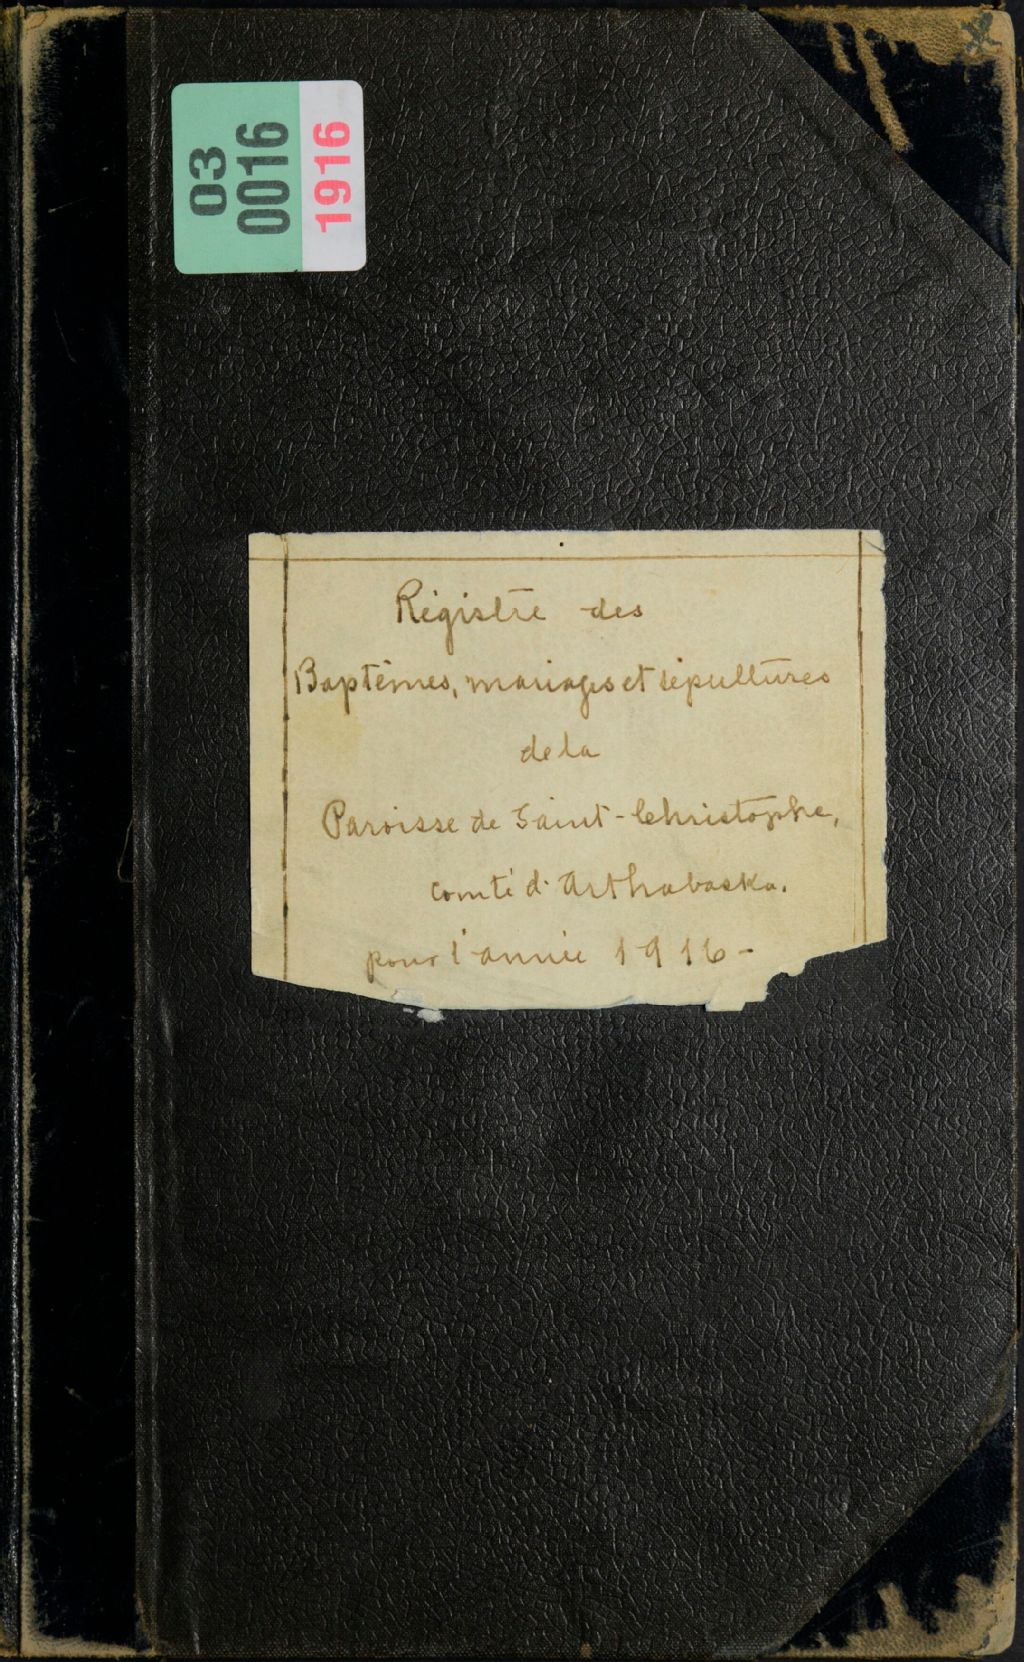 03
0016
1916
Régistre des
Baptêmes, mariages et sépultures
de la
Paroisse de Saint-Christophe,
comté d'Arthabaska.
pour l'année 1916-